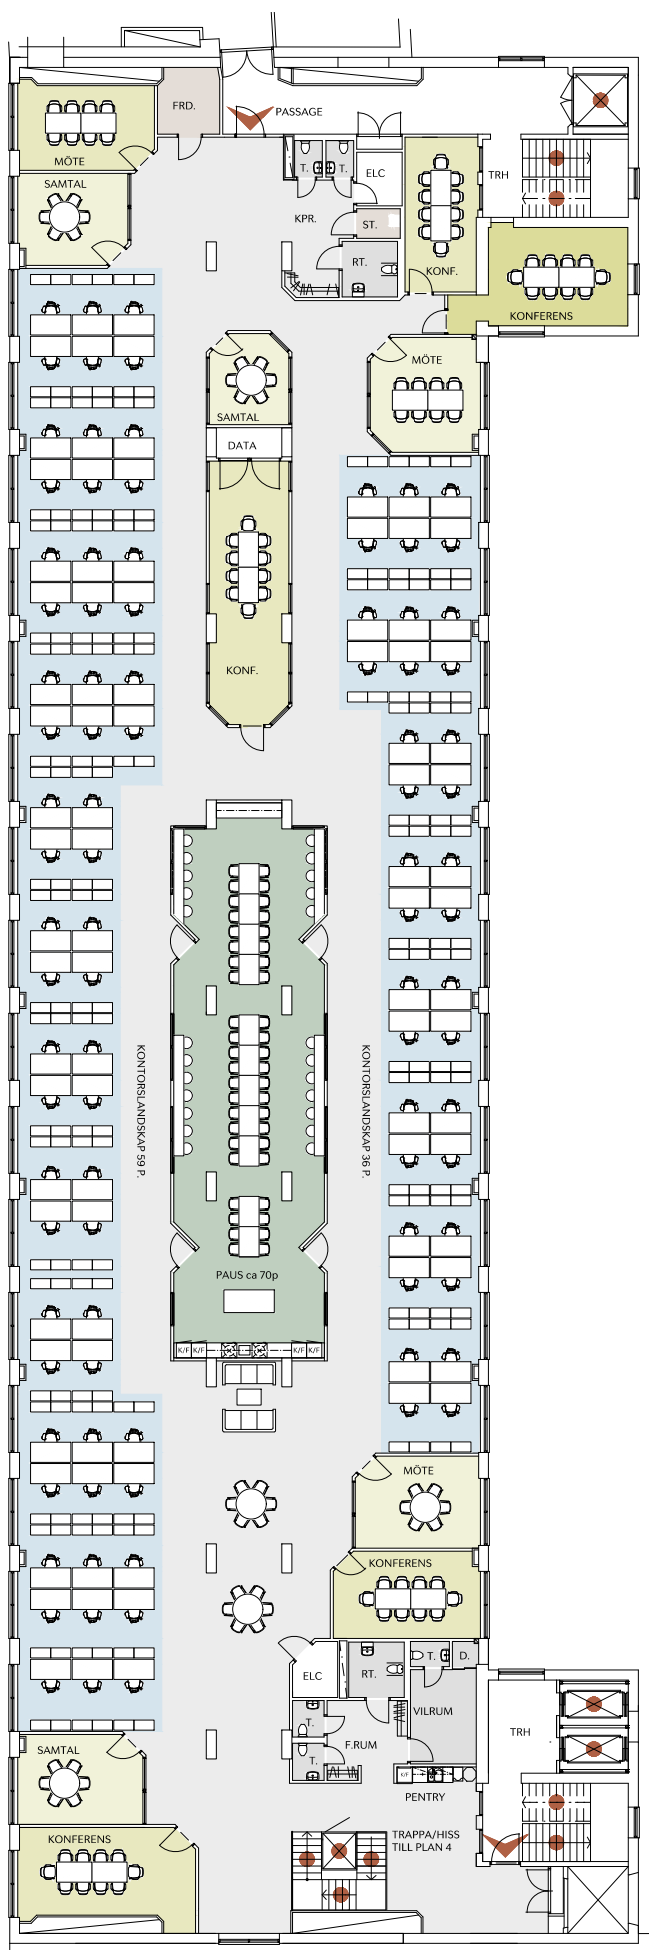 FRD.
PASSAGE
MÖTE
T.
T.
ELC
TRH
SAMTAL
KPR.
ST.
RT.
KONF.
KONFERENS
MÖTE
SAMTAL
DATA
KONF.
KONTORSLANDSKAP 59 P.
KONTORSLANDSKAP 36 P.
PAUS ca 70p
K/F
K/F
K/F
K/F
MÖTE
KONFERENS
ELC
RT.
T.
D.
T.
VILRUM
F.RUM
T.
TRH
SAMTAL
K/F
PENTRY
KONFERENS
TRAPPA/HISS
TILL PLAN 4